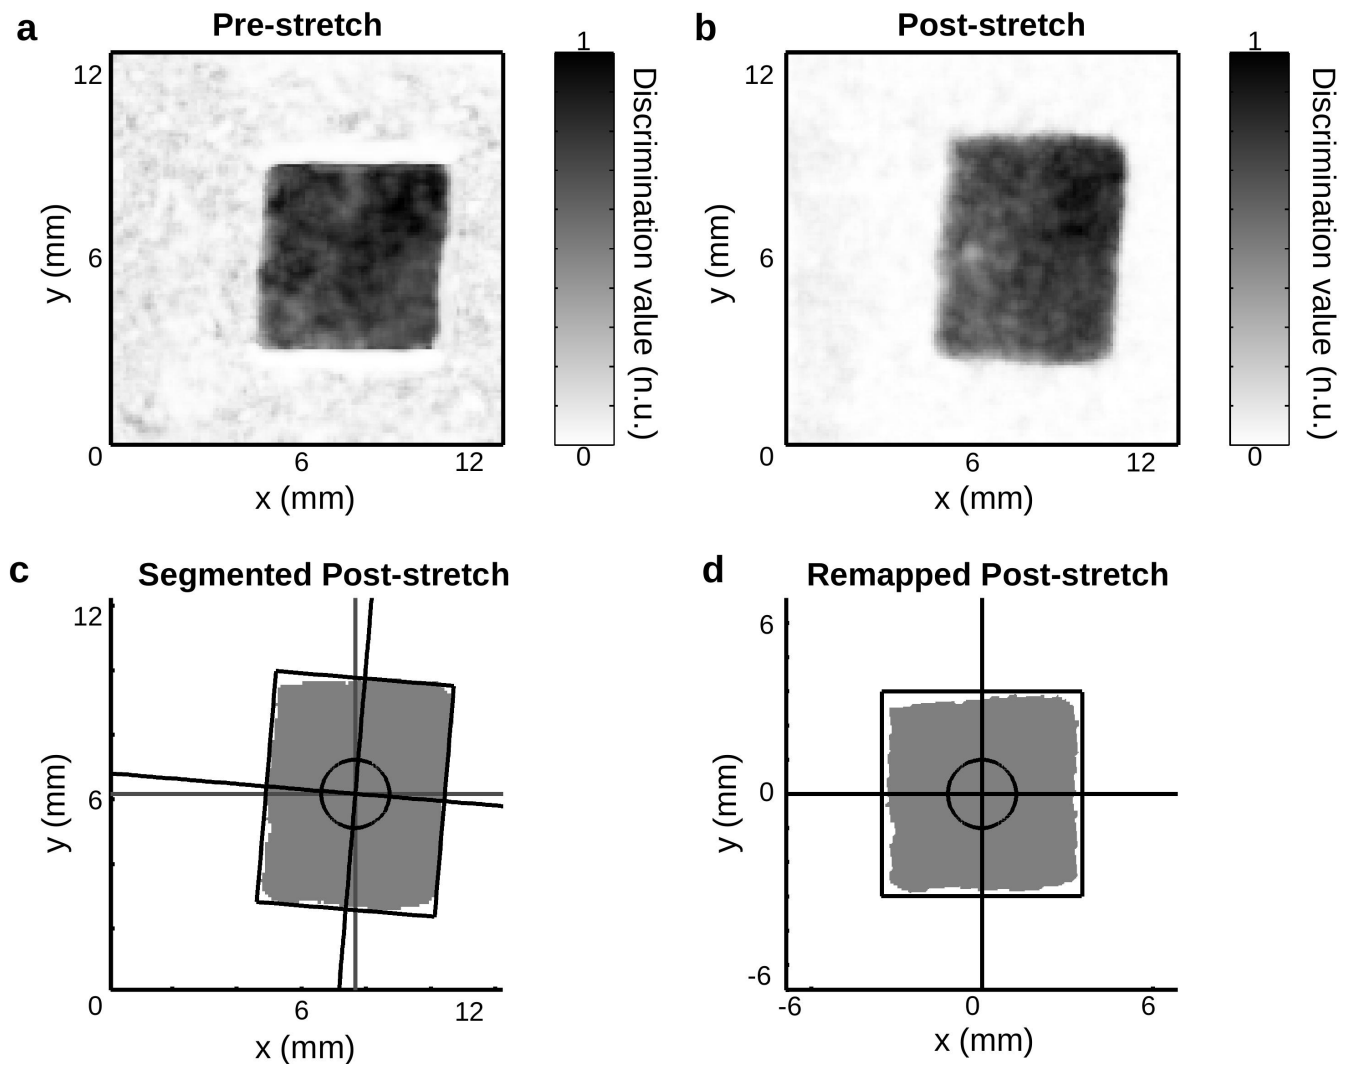 a
Pre-stretch
12
6
0
y (mm)
6
12
x (mm)
1
0
Discrimination value (n.u.)
b
Post-stretch
12
6
0
y (mm)
6
12
x (mm)
1
0
Discrimination value (n.u.)
c
Segmented Post-stretch
12
6
0
y (mm)
6
12
x (mm)
d
Remapped Post-stretch
6
0
-6
y (mm)
-6
0
6
x (mm)